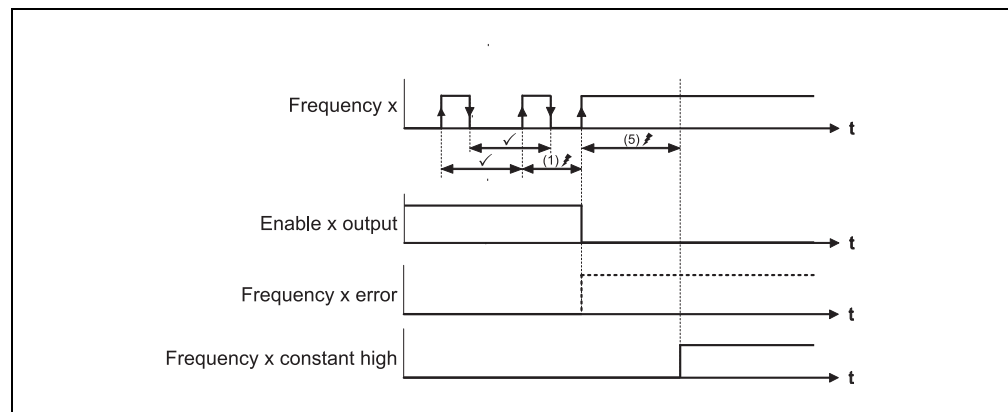 Frequency x
t
(5)
✓
✓
(1)
Enable x output
t
Frequency x error
t
Frequency x constant high
t